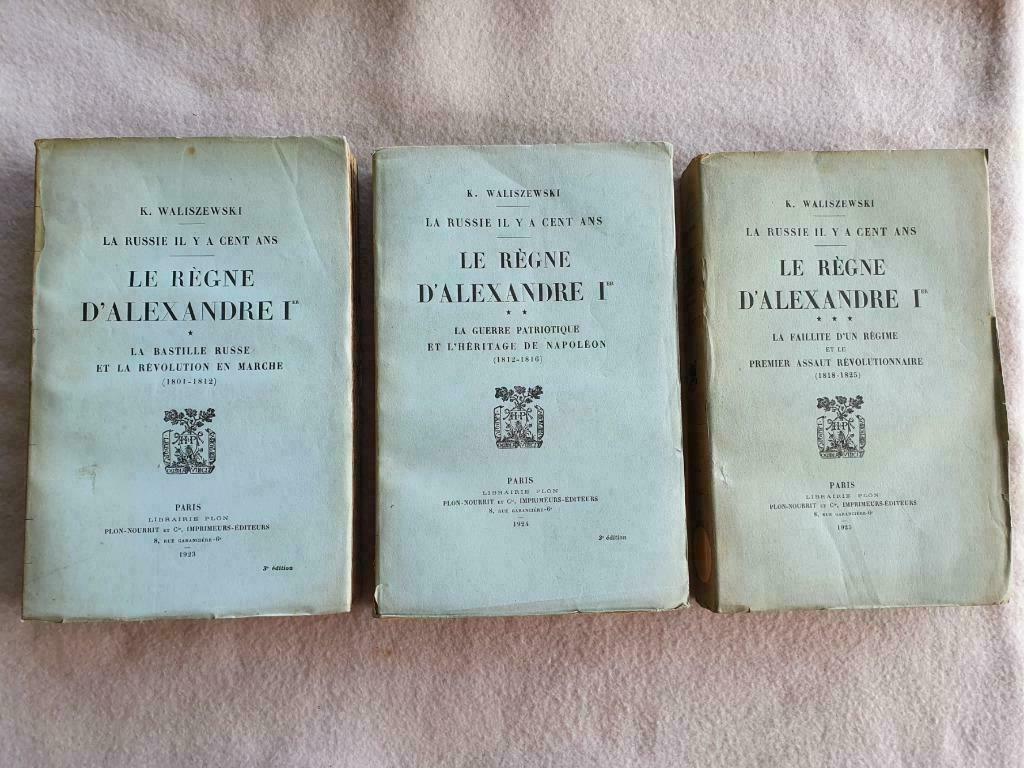 K. WALISZEWSKI
LA RUSSIE IL Y A CENT ANS
LE RÈGNE
D'ALEXANDRE Iᴱᴿ
★
LA BASTILLE RUSSE
ET LA RÉVOLUTION EN MARCHE
(1801-1812)
PARIS
LIBRAIRIE PLON
PLON-NOURRIT ET Cⁱᵉ, IMPRIMEURS-ÉDITEURS
8, RUE GARANCIÈRE-6ᵉ
1923
3ᵉ édition
K. WALISZEWSKI
LA RUSSIE IL Y A CENT ANS
LE RÈGNE
D'ALEXANDRE Iᴱᴿ
★ ★
LA GUERRE PATRIOTIQUE
ET L'HÉRITAGE DE NAPOLÉON
(1812-1816)
PARIS
LIBRAIRIE PLON
PLON-NOURRIT ET Cⁱᵉ, IMPRIMEURS-ÉDITEURS
8, RUE GARANCIÈRE-6ᵉ
1924
K. WALISZEWSKI
LA RUSSIE IL Y A CENT ANS
LE RÈGNE
D'ALEXANDRE Iᴱᴿ
★ ★ ★
LA FAILLITE D'UN RÉGIME
ET LE
PREMIER ASSAUT RÉVOLUTIONNAIRE
(1818-1825)
PARIS
LIBRAIRIE PLON
PLON-NOURRIT ET Cⁱᵉ, IMPRIMEURS-ÉDITEURS
8, RUE GARANCIÈRE-6ᵉ
1925